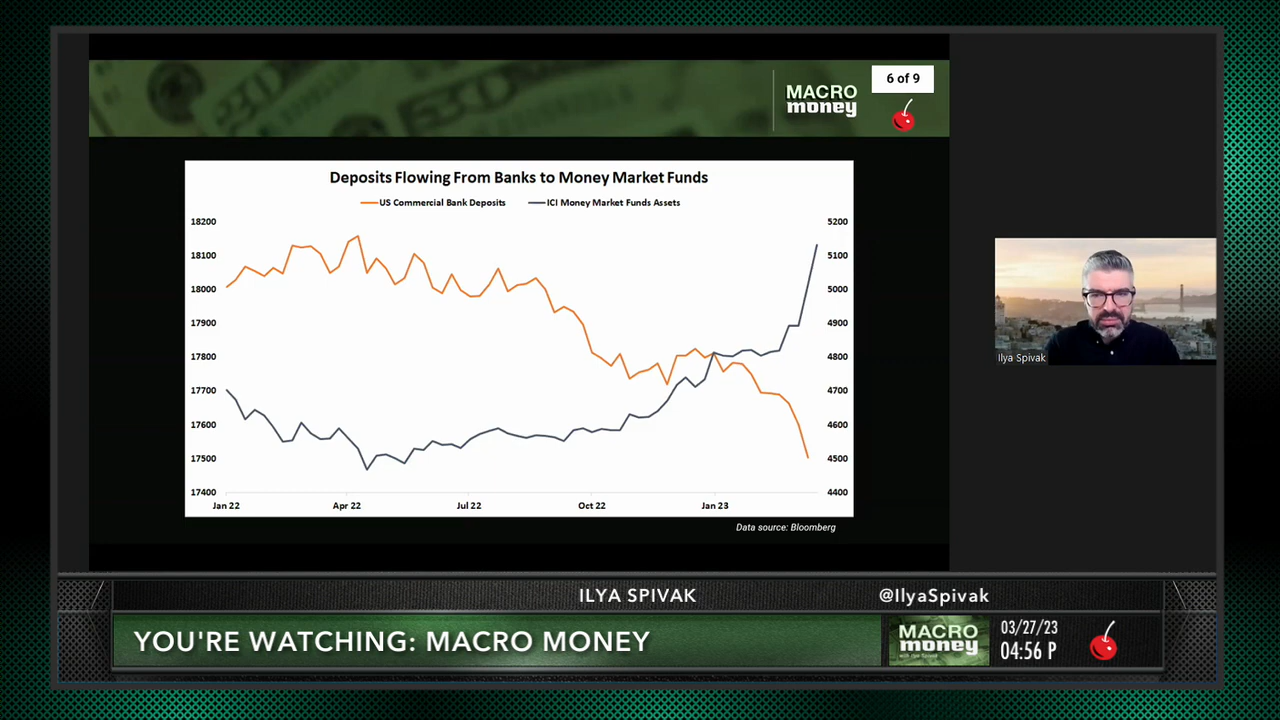 MACRO
money
6 of 9
Deposits Flowing From Banks to Money Market Funds
US Commercial Bank Deposits
ICI Money Market Funds Assets
18200
18100
18000
17900
17800
17700
17600
17500
17400
5200
5100
5000
4900
4800
4700
4600
4500
4400
Jan 22
Apr 22
Jul 22
Oct 22
Jan 23
Data source: Bloomberg
Ilya Spivak
ILYA SPIVAK
@IlyaSpivak
YOU'RE WATCHING: MACRO MONEY
MACRO
money
with Ilya Spivak
03/27/23
04:56 P